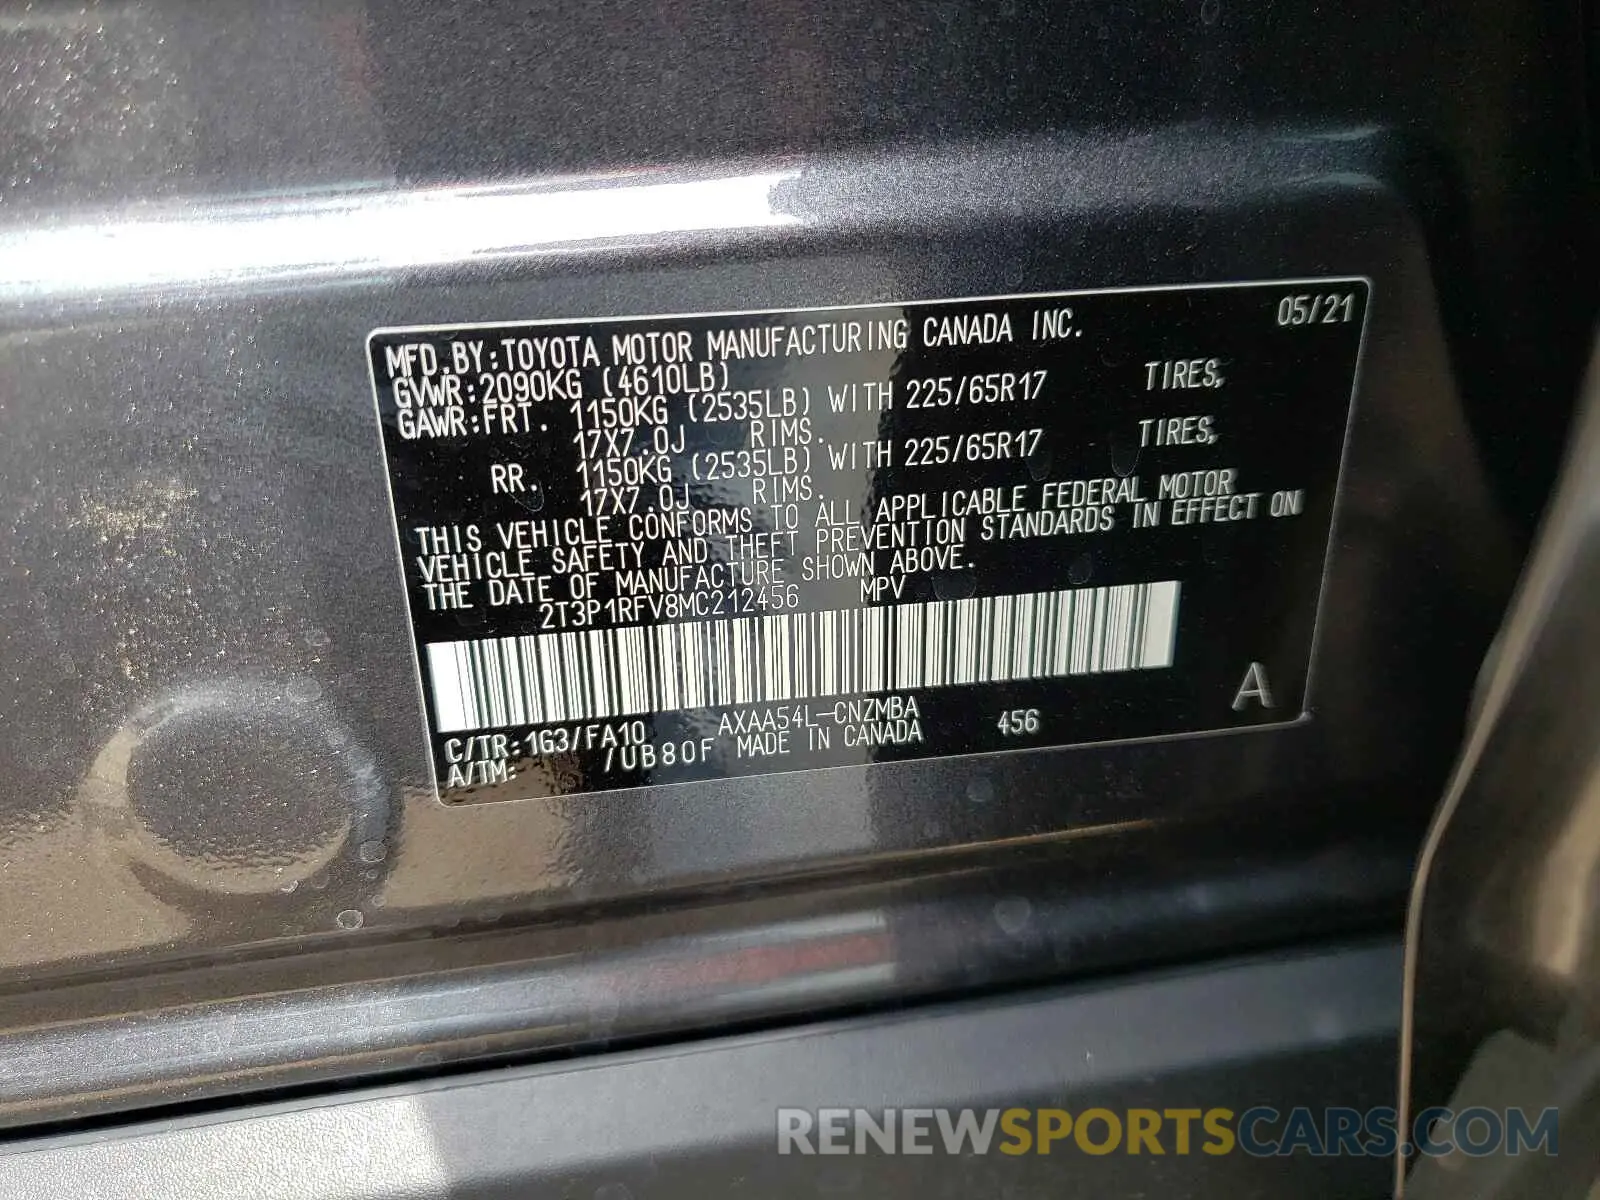 05/21
MFD.BY:TOYOTA MOTOR MANUFACTURING CANADA INC.
GVWR:2090KG (4610LB)
GAWR:FRT. 1150KG (2535LB) WITH 225/65R17 TIRES,
17X7.0J RIMS.
RR. 1150KG (2535LB) WITH 225/65R17 TIRES,
17X7.0J RIMS.
THIS VEHICLE CONFORMS TO ALL APPLICABLE FEDERAL MOTOR
VEHICLE SAFETY AND THEFT PREVENTION STANDARDS IN EFFECT ON
THE DATE OF MANUFACTURE SHOWN ABOVE.
2T3P1RFV8MC212456 MPV
A
C/TR:1G3/FA10 AXAA54L-CNZMBA 456
A/TM: /UB80F MADE IN CANADA
RENEWSPORTSCARS.COM